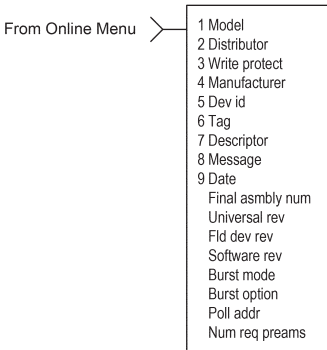 From Online Menu
1 Model
2 Distributor
3 Write protect
4 Manufacturer
5 Dev id
6 Tag
7 Descriptor
8 Message
9 Date
Final asmbly num
Universal rev
Fld dev rev
Software rev
Burst mode
Burst option
Poll addr
Num req preams